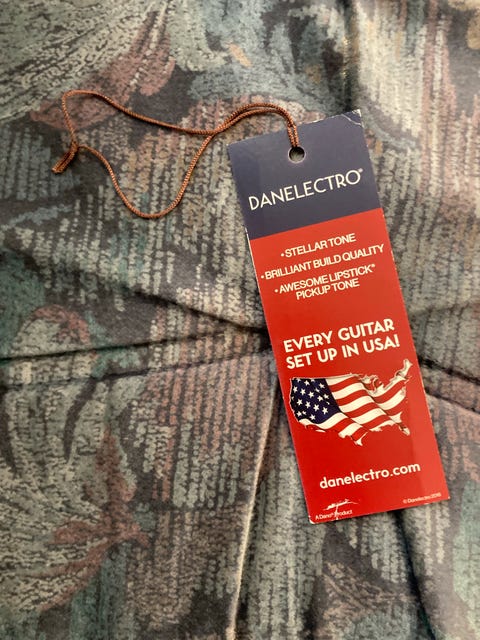 DANELECTRO®
• STELLAR TONE
• BRILLIANT BUILD QUALITY
• AWESOME LIPSTICK®
PICKUP TONE
EVERY GUITAR
SET UP IN USA!
danelectro.com
A Dano® Product
© Danelectro 2016